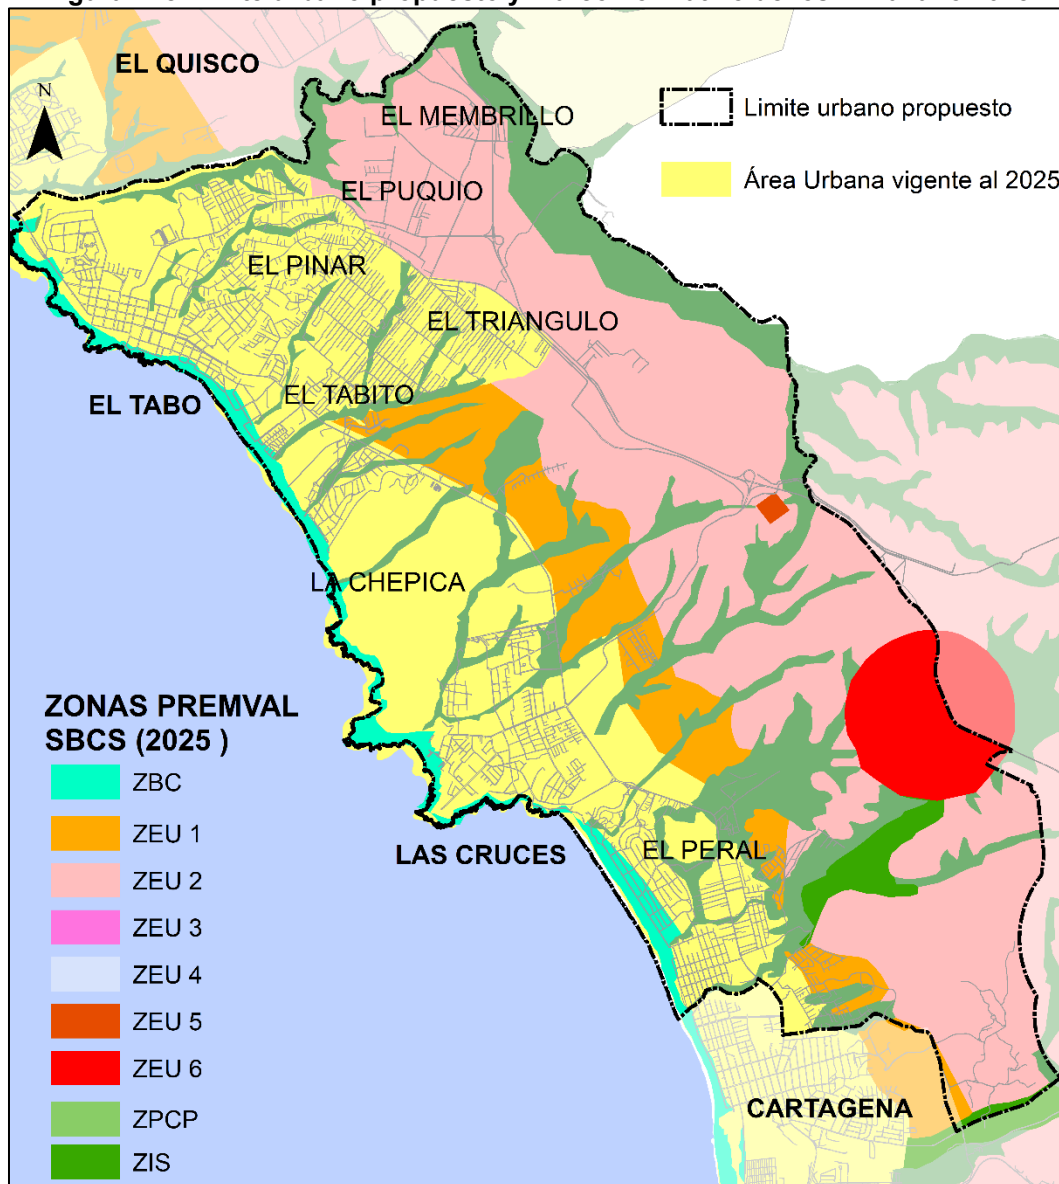 EL QUISCO
N
EL MEMBRILLO
Limite urbano propuesto
EL PUQUIO
Área Urbana vigente al 2025
EL PINAR
EL TRIANGULO
EL TABITO
EL TABO
LA CHEPICA
ZONAS PREMVAL
SBCS (2025 )
ZBC
ZEU 1
ZEU 2
ZEU 3
ZEU 4
ZEU 5
ZEU 6
ZPCP
ZIS
LAS CRUCES
EL PERAL
CARTAGENA